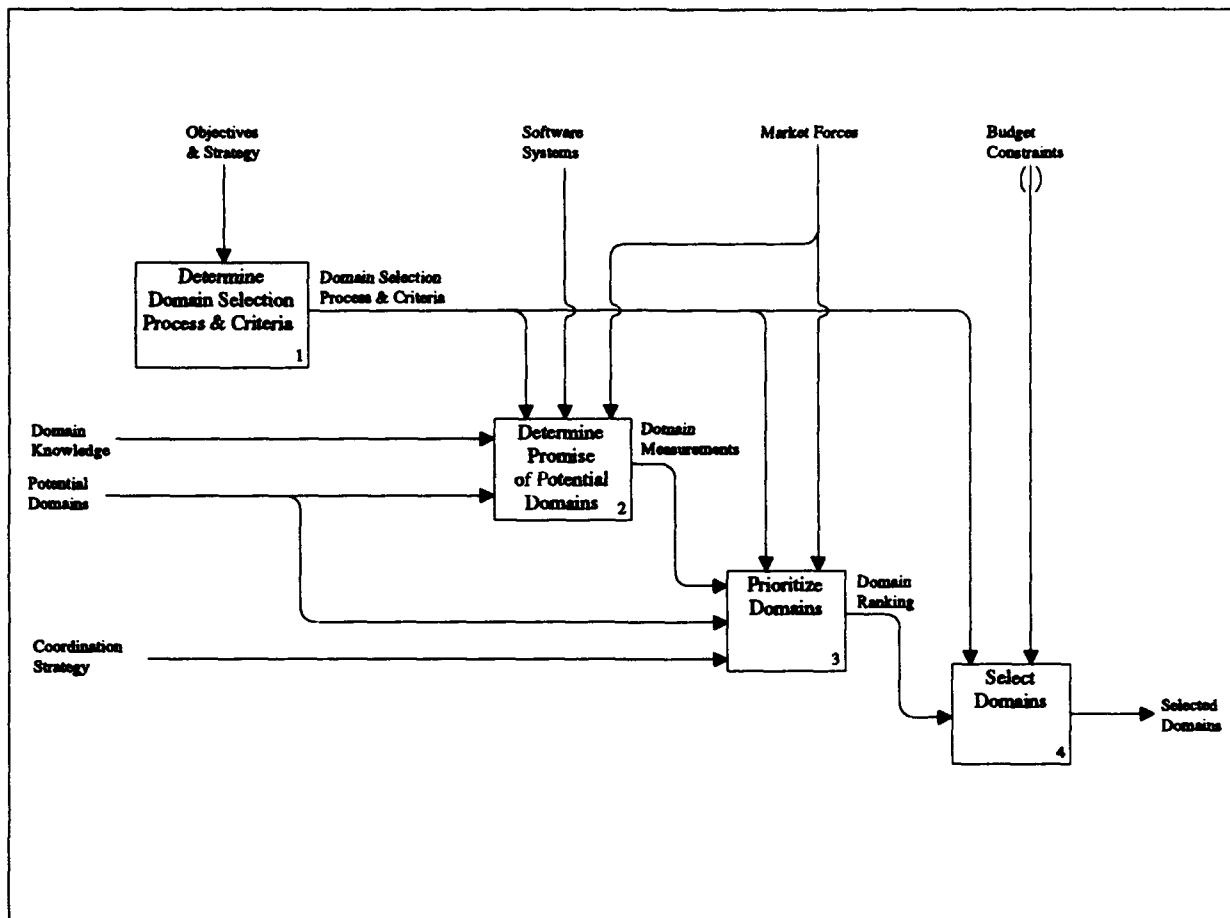 Objectives
& Strategy
Software
Systems
Market Forces
Budget
Constraints
()
Determine
Domain Selection
Process & Criteria
1
Domain Selection
Process & Criteria
Domain
Knowledge
Potential
Domains
Determine
Promise
of Potential
Domains
2
Domain
Measurements
Coordination
Strategy
Prioritize
Domains
3
Domain
Ranking
Select
Domains
4
Selected
Domains